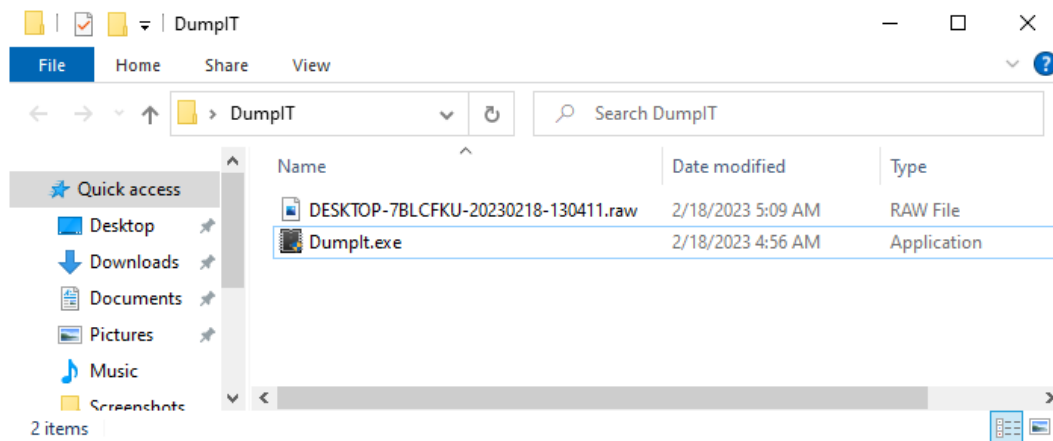 DumpIT
File Home Share View ?
DumpIT
Search DumpIT
Name Date modified Type
Quick access
Desktop
Downloads
Documents
Pictures
Music
Screenshots
DESKTOP-7BLCFKU-20230218-130411.raw 2/18/2023 5:09 AM RAW File
DumpIt.exe 2/18/2023 4:56 AM Application
2 items